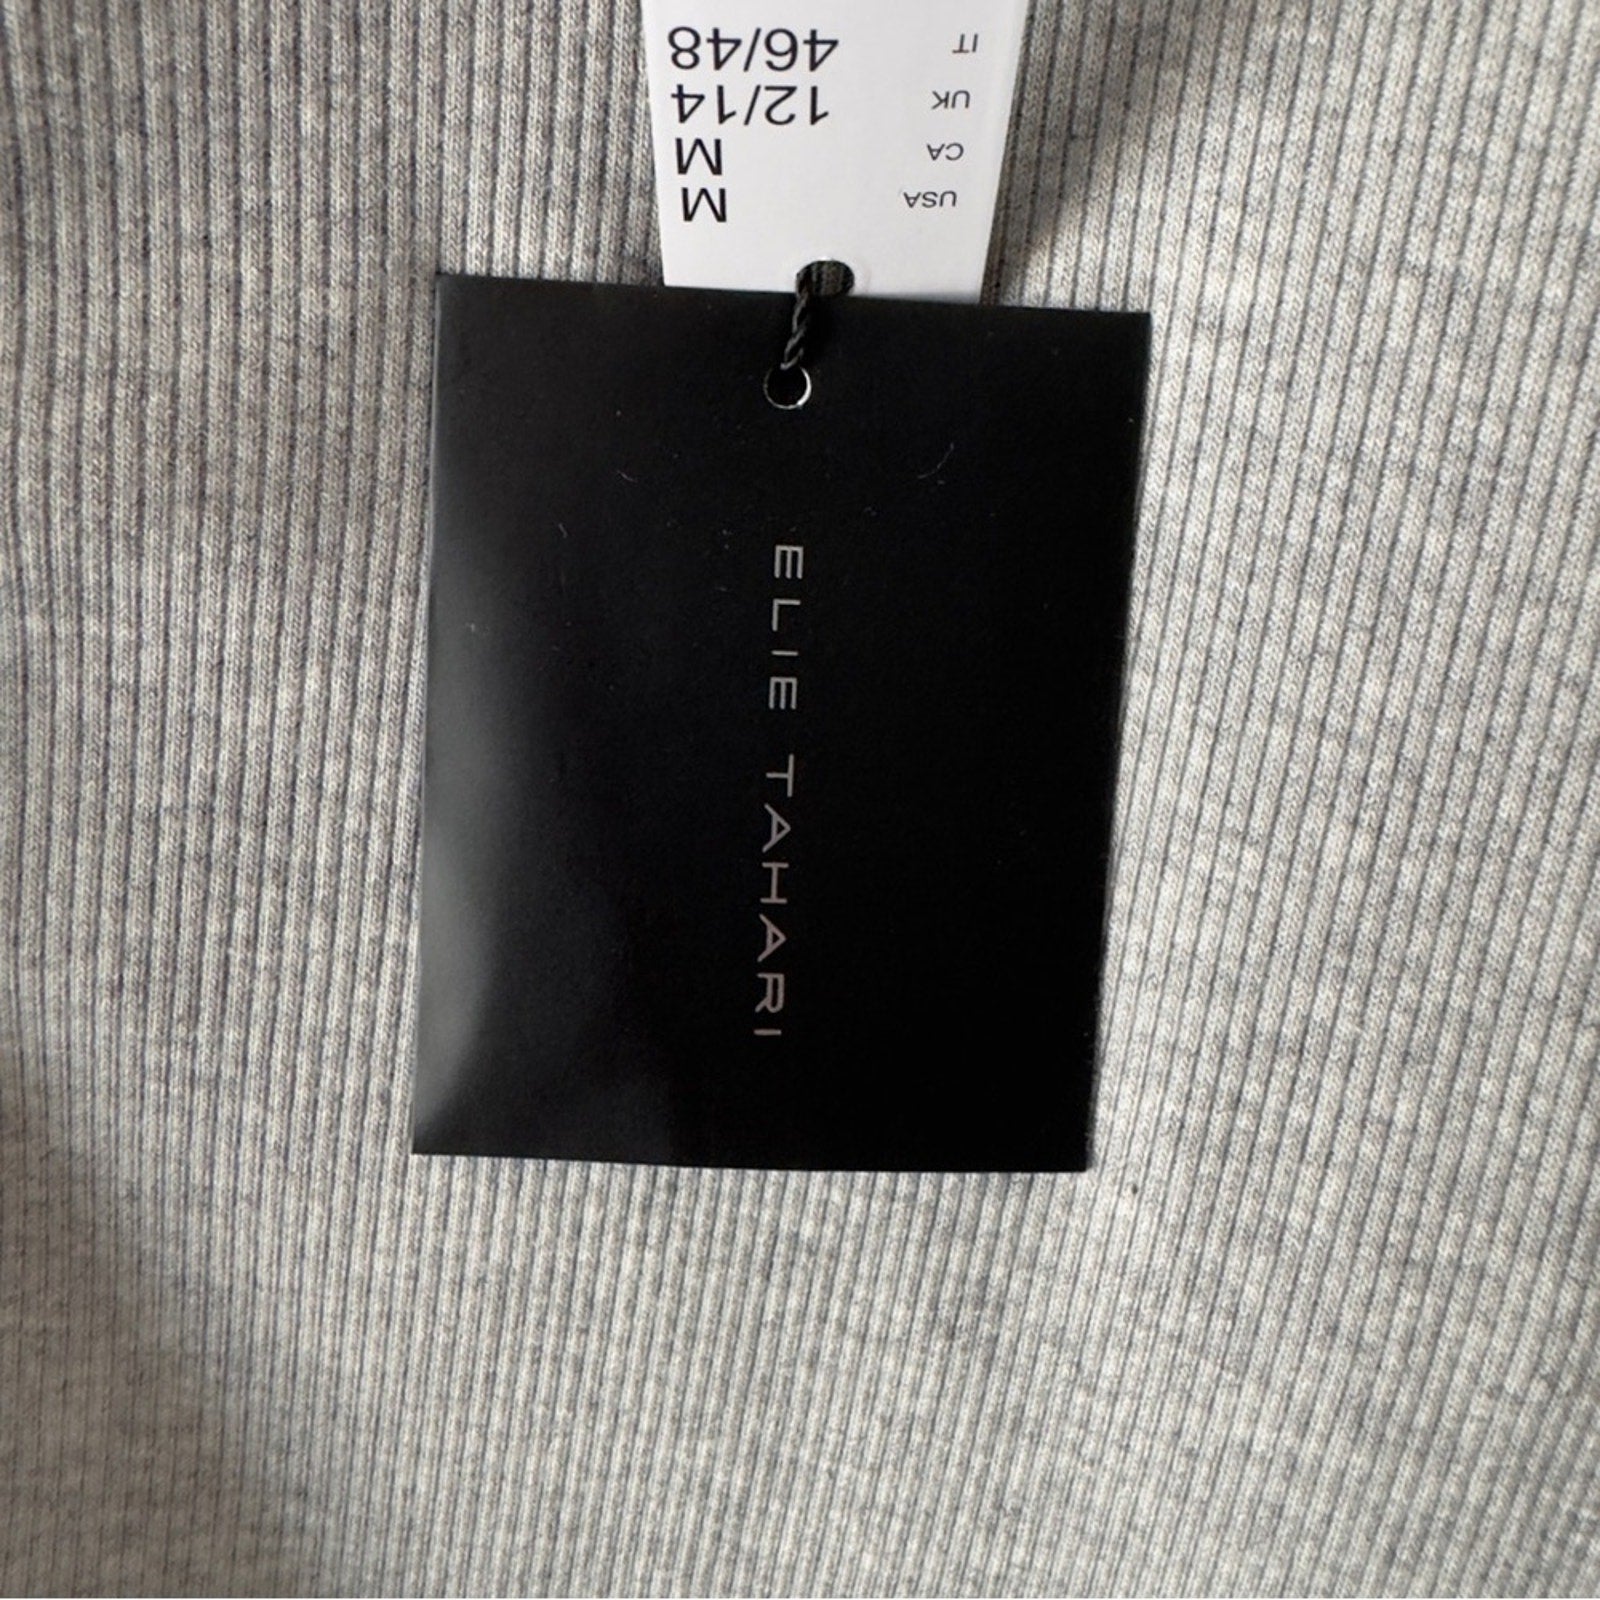 USA M
CA M
UK 12/14
IT 46/48
ELIE TAHARI